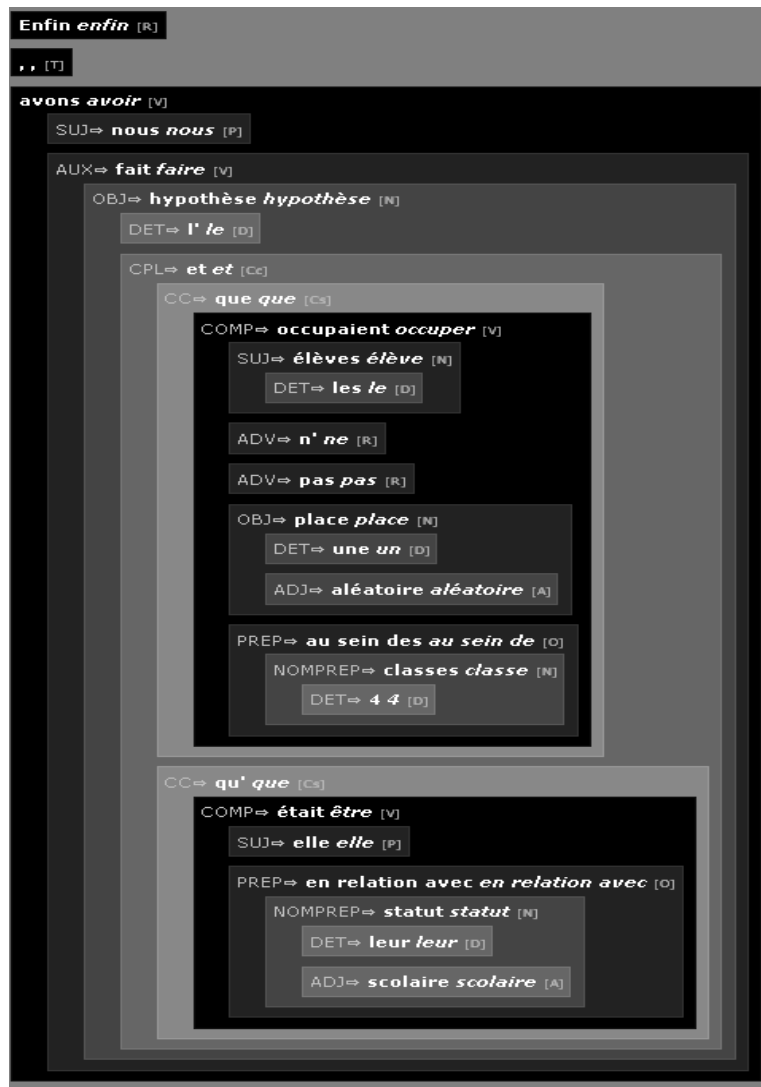 Enfin enfin [R]
, , [T]
avons avoir [V]
SUJ⇒ nous nous [P]
AUX⇒ fait faire [V]
OBJ⇒ hypothèse hypothèse [N]
DET⇒ l' le [D]
CPL⇒ et et [Cc]
CC⇒ que que [Cs]
COMP⇒ occupaient occuper [V]
SUJ⇒ élèves élève [N]
DET⇒ les le [D]
ADV⇒ n' ne [R]
ADV⇒ pas pas [R]
OBJ⇒ place place [N]
DET⇒ une un [D]
ADJ⇒ aléatoire aléatoire [A]
PREP⇒ au sein des au sein de [O]
NOMPREP⇒ classes classe [N]
DET⇒ 4 4 [D]
CC⇒ qu' que [Cs]
COMP⇒ était être [V]
SUJ⇒ elle elle [P]
PREP⇒ en relation avec en relation avec [O]
NOMPREP⇒ statut statut [N]
DET⇒ leur leur [D]
ADJ⇒ scolaire scolaire [A]